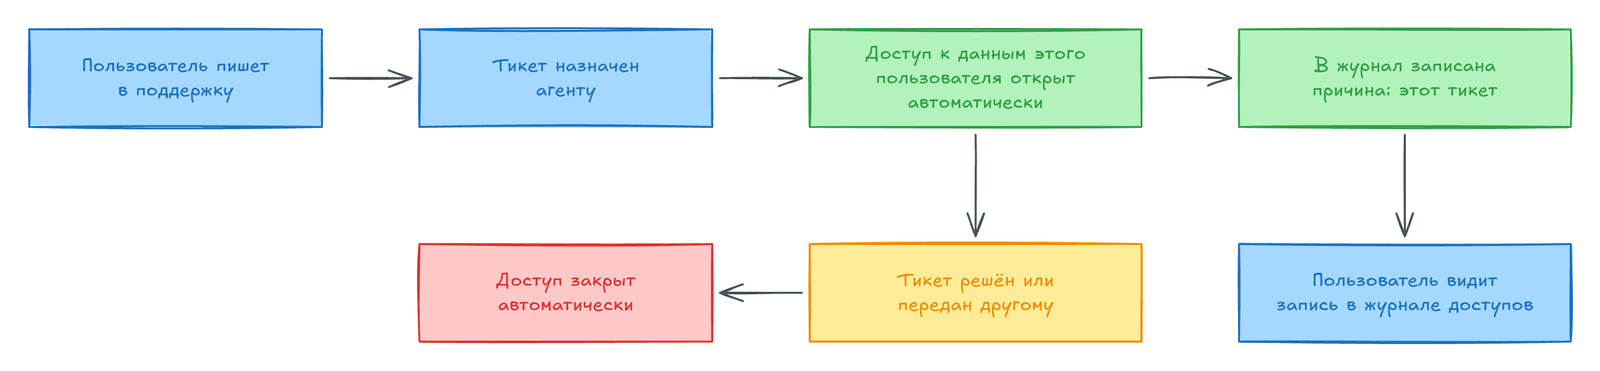 Пользователь пишет
в поддержку
Тикет назначен
агенту
Доступ к данным этого
пользователя открыт
автоматически
В журнал записана
причина: этот тикет
Доступ закрыт
автоматически
Тикет решён или
передан другому
Пользователь видит
запись в журнале доступов